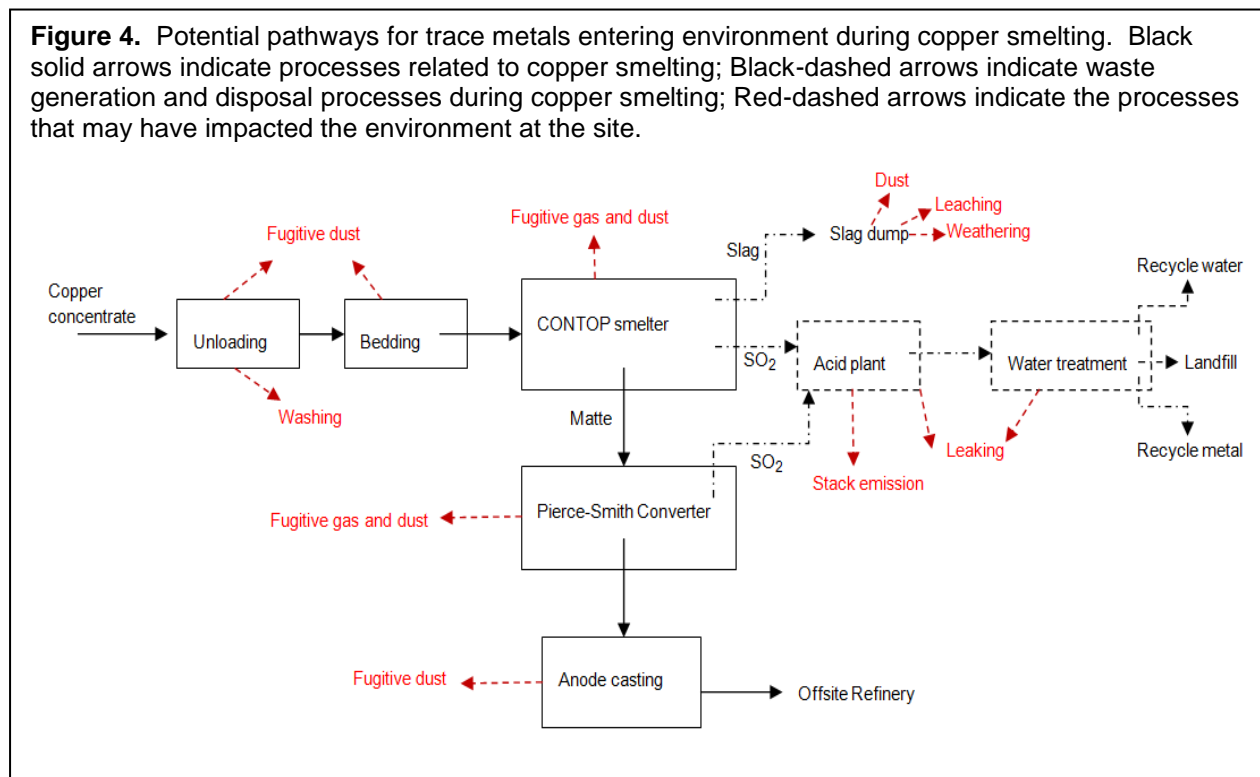 Figure 4.  Potential pathways for trace metals entering environment during copper smelting.  Black
solid arrows indicate processes related to copper smelting; Black-dashed arrows indicate waste
generation and disposal processes during copper smelting; Red-dashed arrows indicate the processes
that may have impacted the environment at the site.
Dust
Fugitive gas and dust
Leaching
Fugitive dust
Slag
Slag dump
Weathering
Recycle water
Copper
concentrate
Unloading
Bedding
CONTOP smelter
SO2
Acid plant
Water treatment
Landfill
Washing
Matte
SO2
Leaking
Recycle metal
Stack emission
Fugitive gas and dust
Pierce-Smith Converter
Fugitive dust
Anode casting
Offsite Refinery